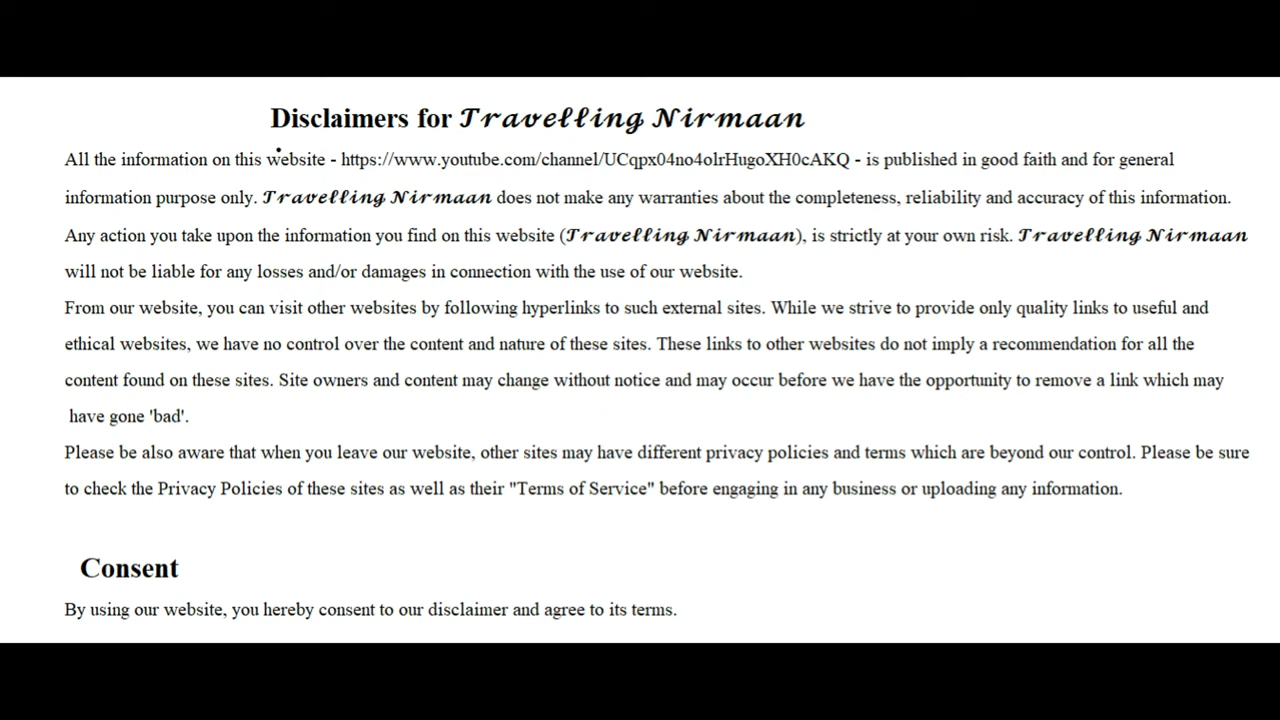 Disclaimers for 𝓣𝓻𝓪𝓿𝓮𝓵𝓵𝓲𝓷𝓰 𝓝𝓲𝓻𝓶𝓪𝓪𝓷
All the information on this website - https://www.youtube.com/channel/UCqpx04no4olrHugoXH0cAKQ - is published in good faith and for general
information purpose only. 𝓣𝓻𝓪𝓿𝓮𝓵𝓵𝓲𝓷𝓰 𝓝𝓲𝓻𝓶𝓪𝓪𝓷 does not make any warranties about the completeness, reliability and accuracy of this information.
Any action you take upon the information you find on this website (𝓣𝓻𝓪𝓿𝓮𝓵𝓵𝓲𝓷𝓰 𝓝𝓲𝓻𝓶𝓪𝓪𝓷), is strictly at your own risk. 𝓣𝓻𝓪𝓿𝓮𝓵𝓵𝓲𝓷𝓰 𝓝𝓲𝓻𝓶𝓪𝓪𝓷
will not be liable for any losses and/or damages in connection with the use of our website.
From our website, you can visit other websites by following hyperlinks to such external sites. While we strive to provide only quality links to useful and
ethical websites, we have no control over the content and nature of these sites. These links to other websites do not imply a recommendation for all the
content found on these sites. Site owners and content may change without notice and may occur before we have the opportunity to remove a link which may
have gone 'bad'.
Please be also aware that when you leave our website, other sites may have different privacy policies and terms which are beyond our control. Please be sure
to check the Privacy Policies of these sites as well as their "Terms of Service" before engaging in any business or uploading any information.
Consent
By using our website, you hereby consent to our disclaimer and agree to its terms.